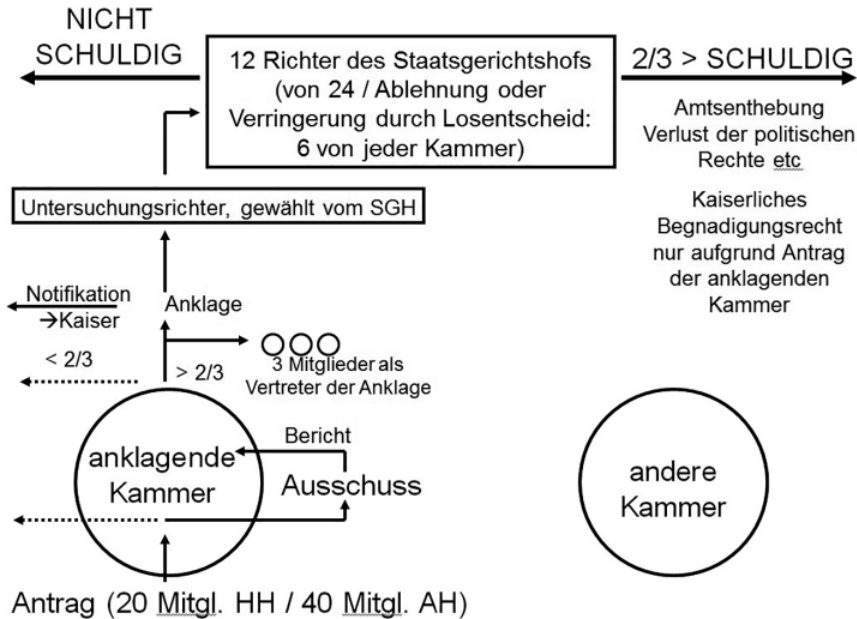 NICHT
SCHULDIG
12 Richter des Staatsgerichtshofs
(von 24 / Ablehnung oder
Verringerung durch Losentscheid:
6 von jeder Kammer)
2/3 > SCHULDIG
Amtsenthebung
Verlust der politischen
Rechte etc
Kaiserliches
Begnadigungsrecht
nur aufgrund Antrag
der anklagenden
Kammer
Untersuchungsrichter, gewählt vom SGH
Notifikation
→Kaiser
Anklage
< 2/3
> 2/3
3 Mitglieder als
Vertreter der Anklage
Bericht
anklagende
Kammer
Ausschuss
andere
Kammer
Antrag (20 Mitgl. HH / 40 Mitgl. AH)